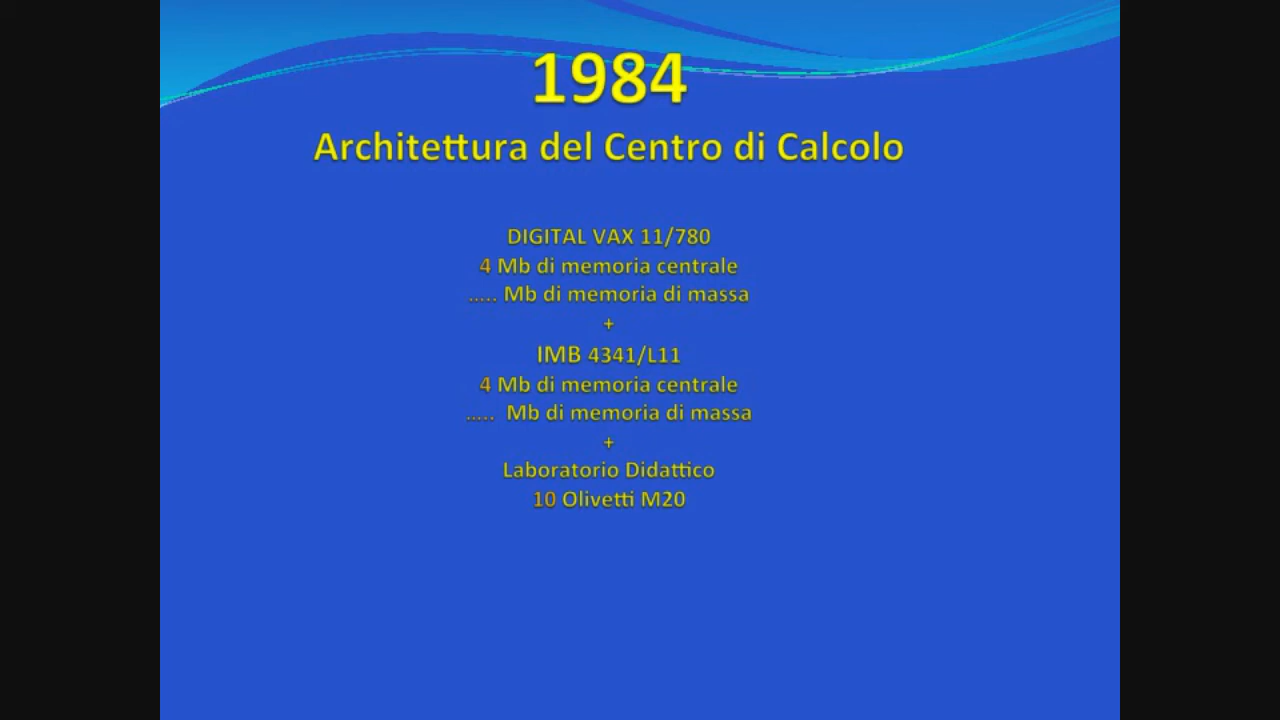 1984
Architettura del Centro di Calcolo
DIGITAL VAX 11/780
4 Mb di memoria centrale
..... Mb di memoria di massa
+
IMB 4341/L11
4 Mb di memoria centrale
..... Mb di memoria di massa
+
Laboratorio Didattico
10 Olivetti M20